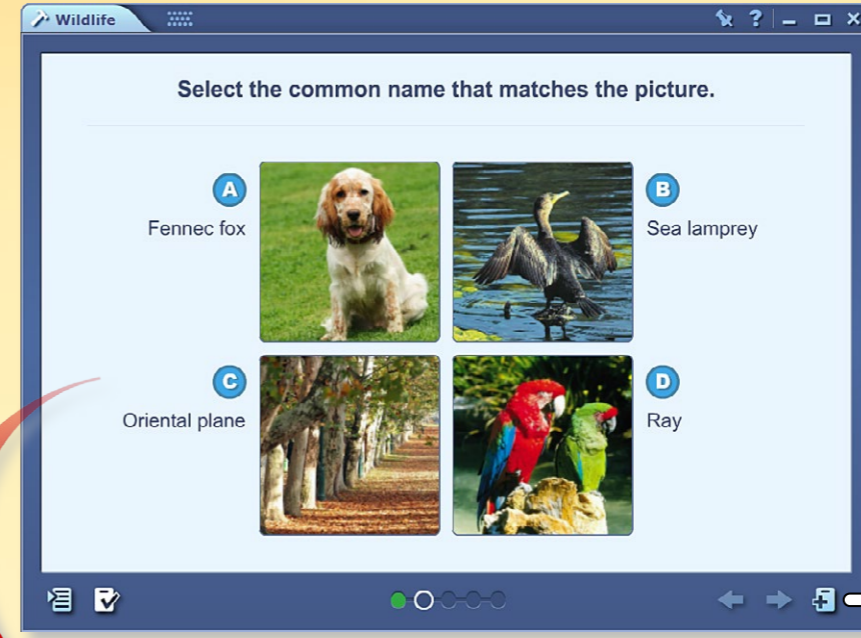 Wildlife
Select the common name that matches the picture.
A
Fennec fox
B
Sea lamprey
C
Oriental plane
D
Ray